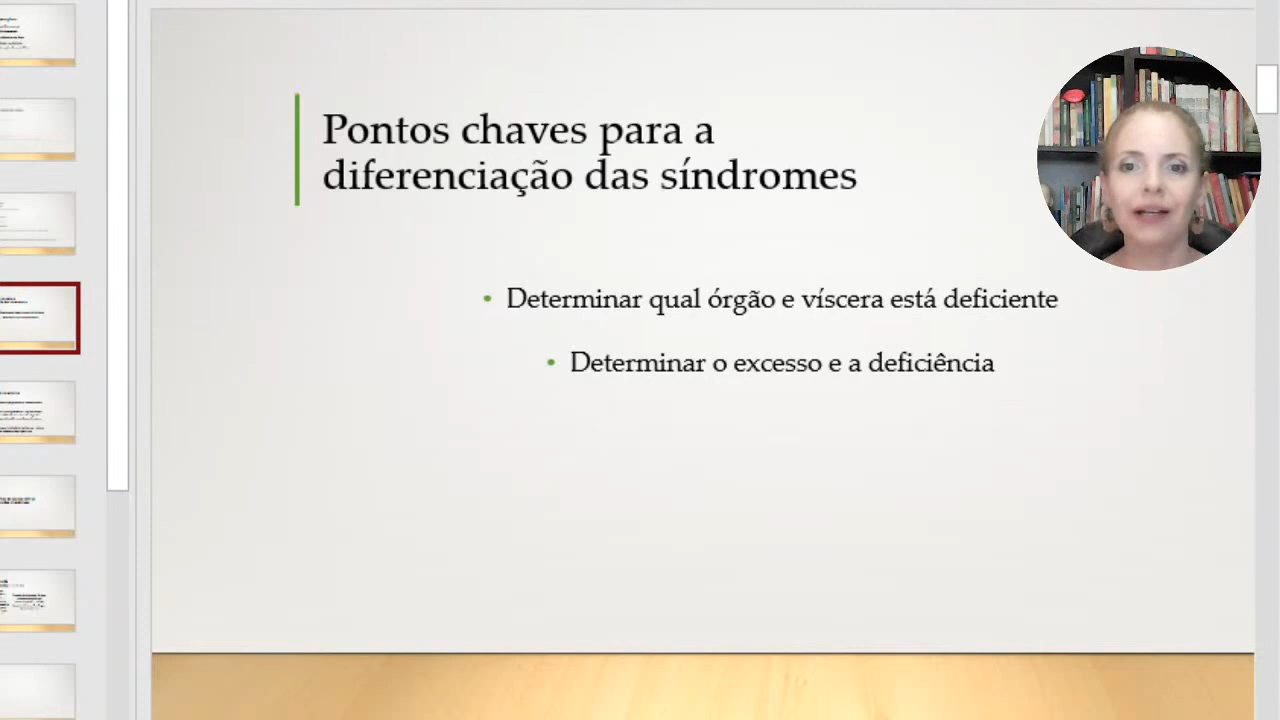 Pontos chaves para a
diferenciação das síndromes
• Determinar qual órgão e víscera está deficiente
• Determinar o excesso e a deficiência